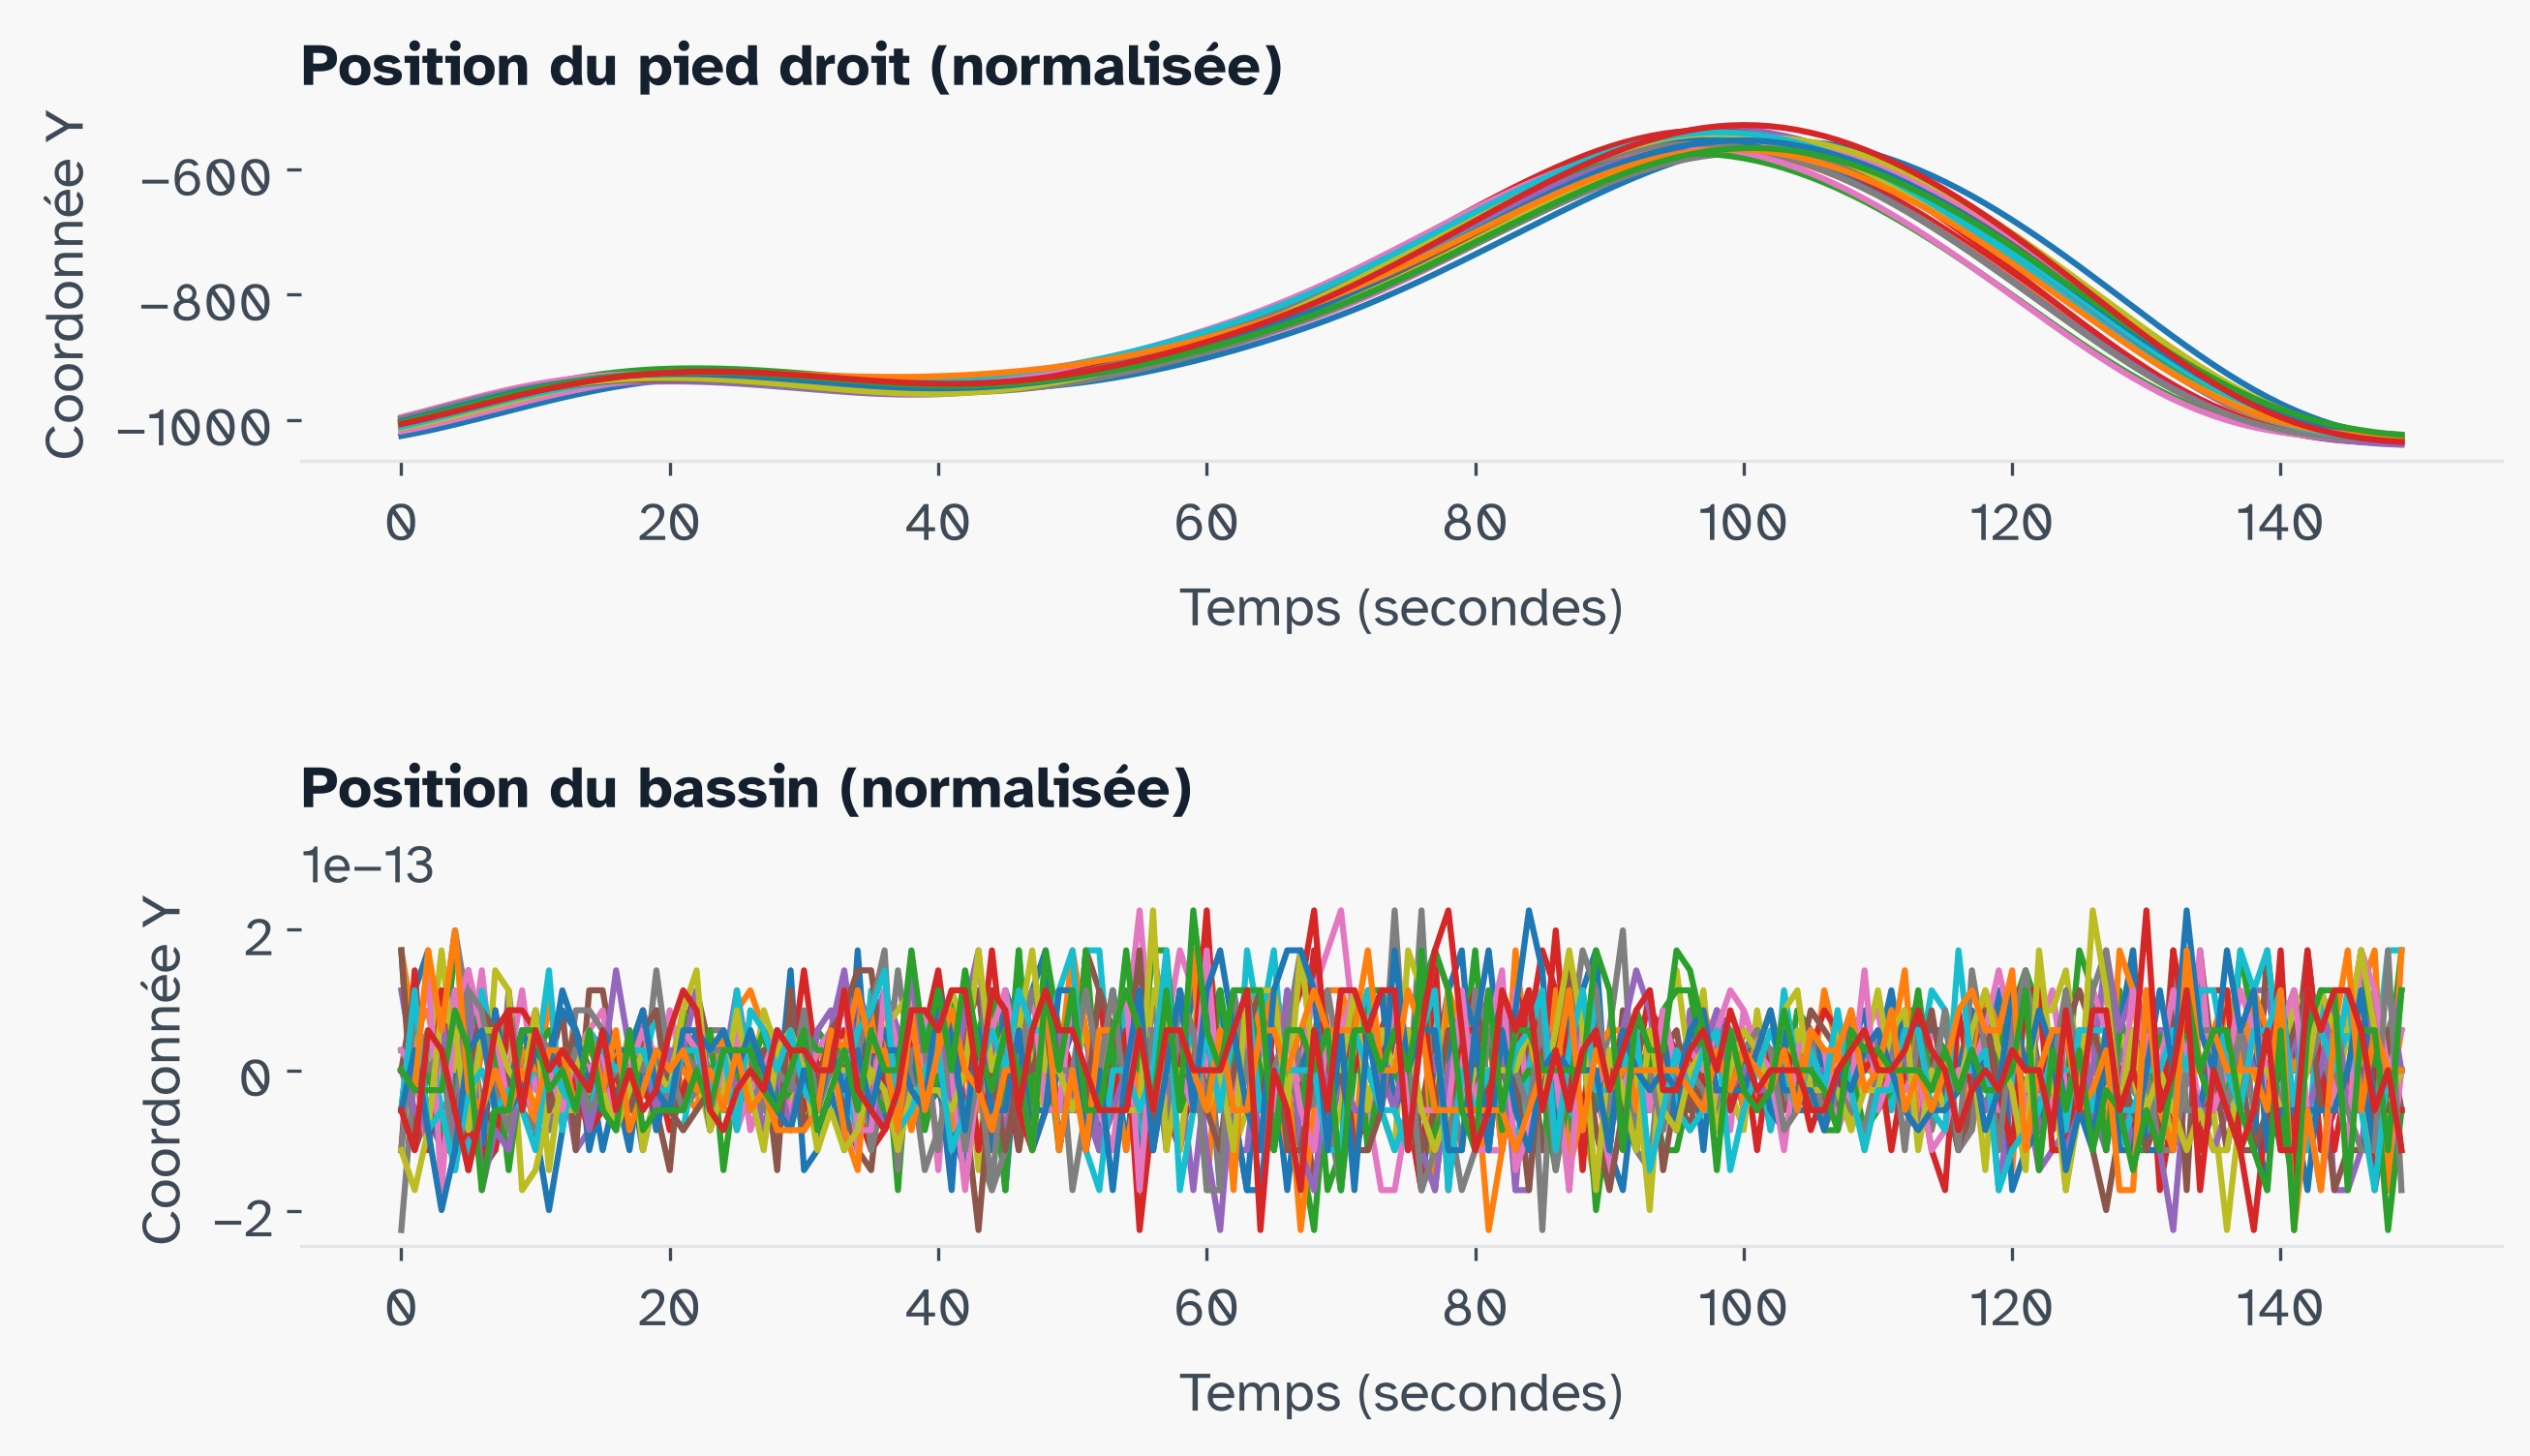 Position du pied droit (normalisée)
Coordonnée Y
−600
−800
−1000
0 20 40 60 80 100 120 140
Temps (secondes)
Position du bassin (normalisée)
1e−13
Coordonnée Y
2
0
−2
0 20 40 60 80 100 120 140
Temps (secondes)